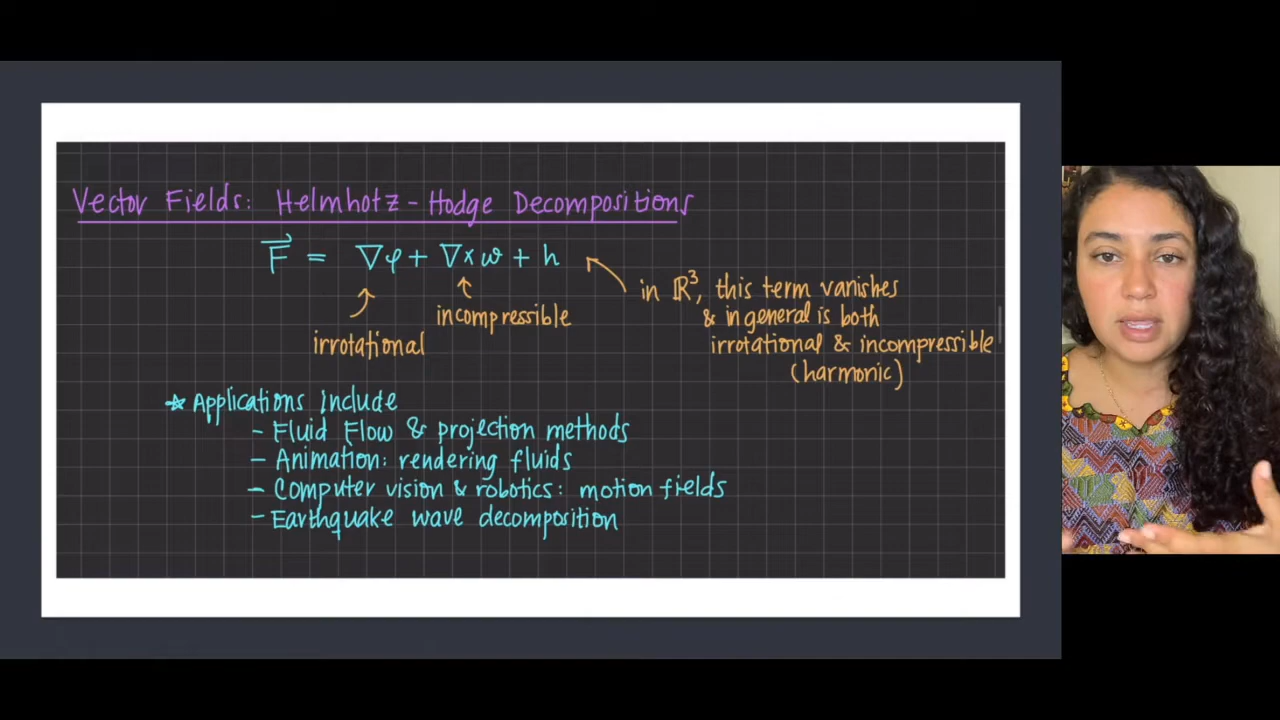 Vector Fields: Helmhotz-Hodge Decompositions
F⃗ = ∇φ + ∇×ω + h
irrotational
incompressible
in ℝ³, this term vanishes
& in general is both
irrotational & incompressible
(harmonic)
* Applications include
- Fluid Flow & projection methods
- Animation: rendering fluids
- Computer vision & robotics: motion fields
- Earthquake wave decomposition